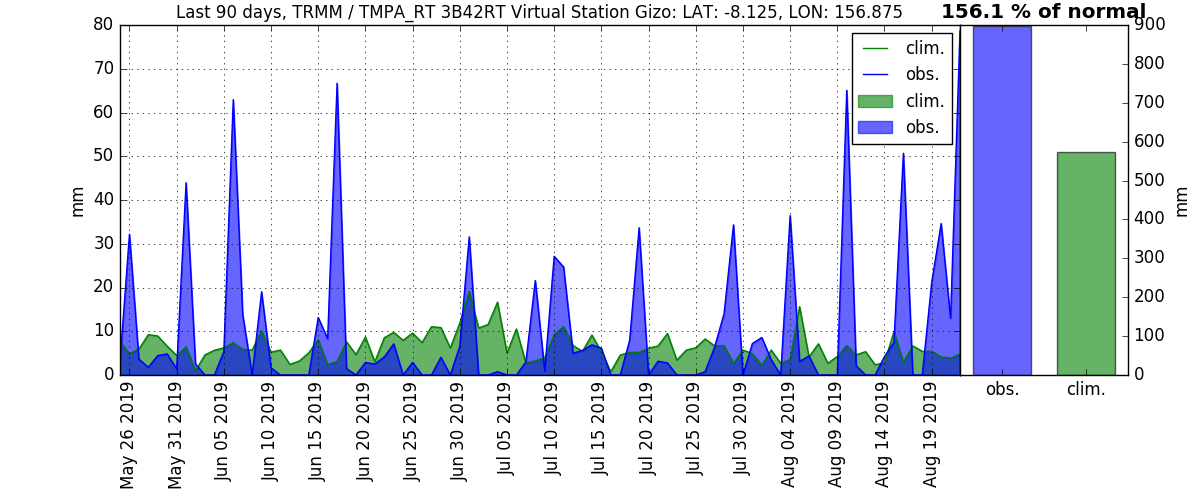 Last 90 days, TRMM / TMPA_RT 3B42RT Virtual Station Gizo: LAT: -8.125, LON: 156.875
156.1 % of normal
80
70
60
50
40
30
20
10
0
mm
clim.
obs.
clim.
obs.
May 26 2019
May 31 2019
Jun 05 2019
Jun 10 2019
Jun 15 2019
Jun 20 2019
Jun 25 2019
Jun 30 2019
Jul 05 2019
Jul 10 2019
Jul 15 2019
Jul 20 2019
Jul 25 2019
Jul 30 2019
Aug 04 2019
Aug 09 2019
Aug 14 2019
Aug 19 2019
900
800
700
600
500
400
300
200
100
0
mm
obs.
clim.